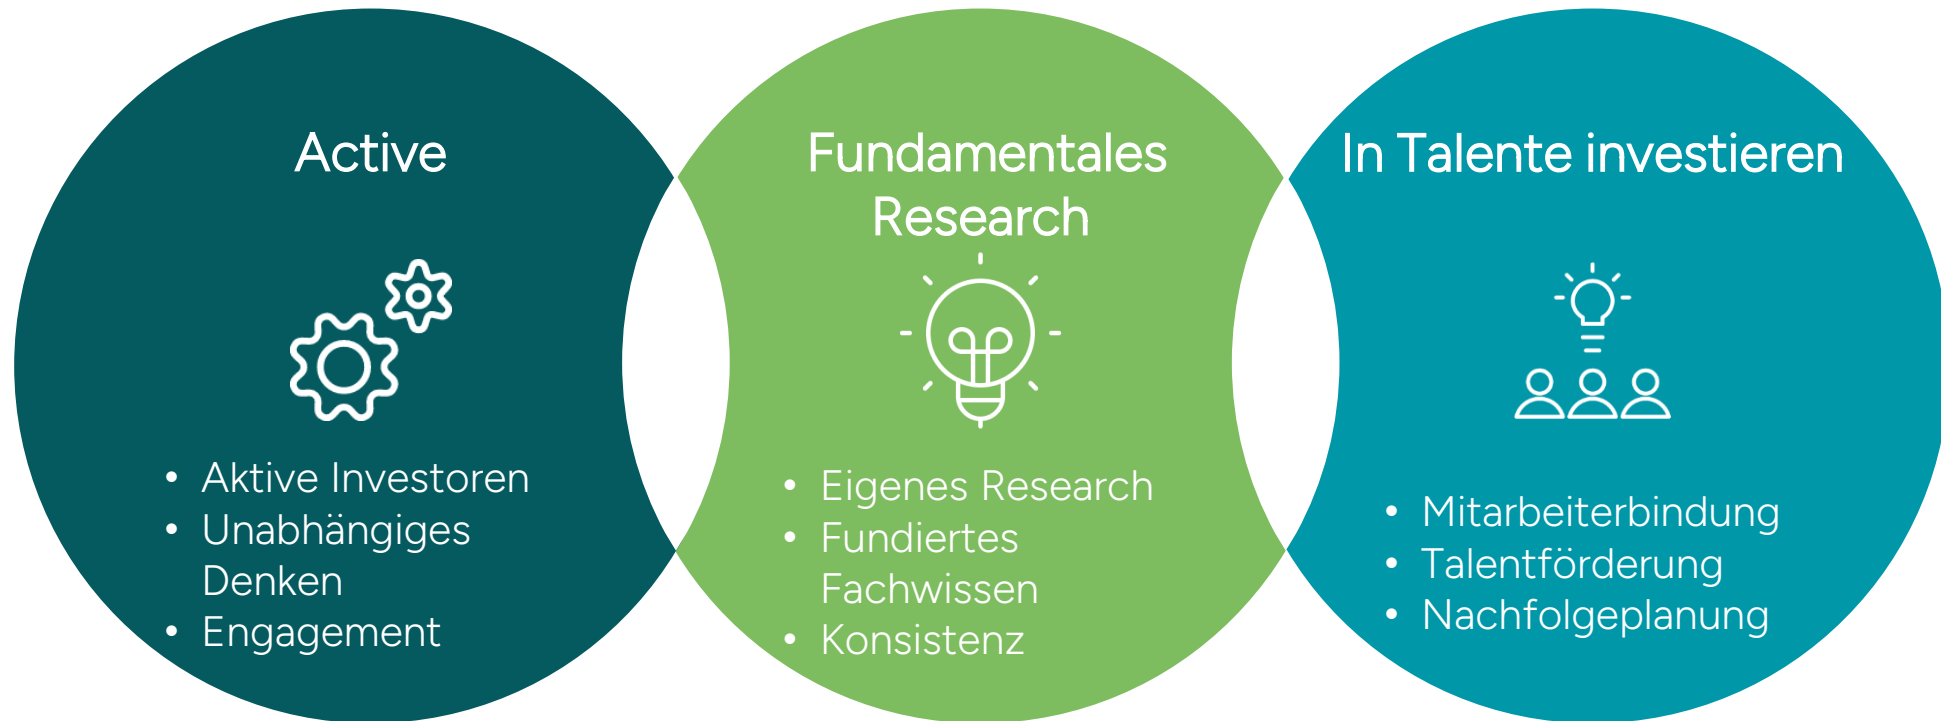 Active
• Aktive Investoren
• Unabhängiges
Denken
• Engagement
Fundamentales
Research
• Eigenes Research
• Fundiertes
Fachwissen
• Konsistenz
In Talente investieren
• Mitarbeiterbindung
• Talentförderung
• Nachfolgeplanung